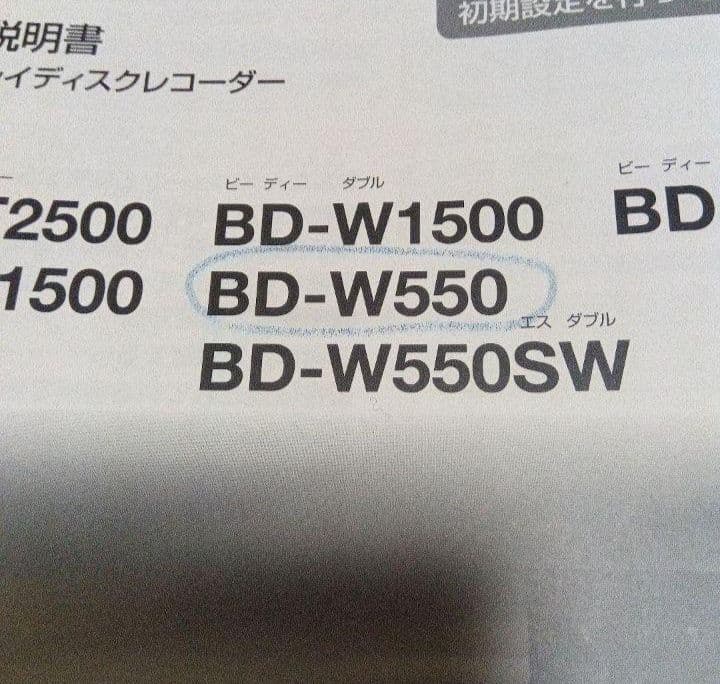 初期設定を行っ
説明書
イディスクレコーダー
ビー ディー ダブル
ビー ディー
2500 BD-W1500 BD
1500 BD-W550
エス ダブル
BD-W550SW